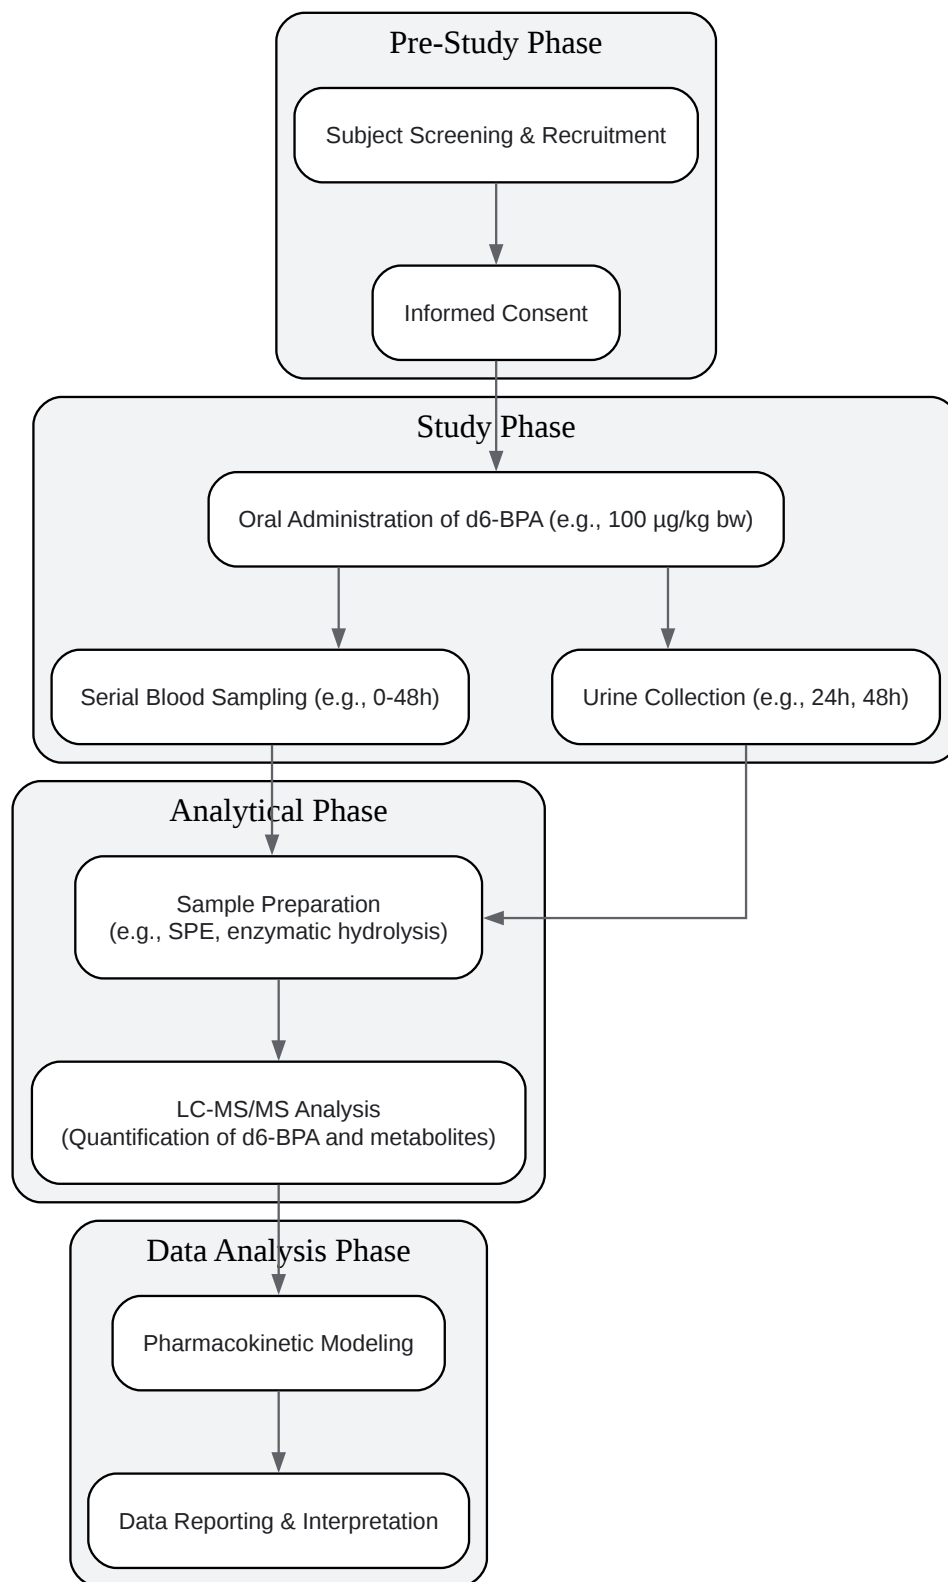 Pre-Study Phase
Subject Screening & Recruitment
Informed Consent
Study Phase
Oral Administration of d6-BPA (e.g., 100 µg/kg bw)
Serial Blood Sampling (e.g., 0-48h)
Urine Collection (e.g., 24h, 48h)
Analytical Phase
Sample Preparation
(e.g., SPE, enzymatic hydrolysis)
LC-MS/MS Analysis
(Quantification of d6-BPA and metabolites)
Data Analysis Phase
Pharmacokinetic Modeling
Data Reporting & Interpretation